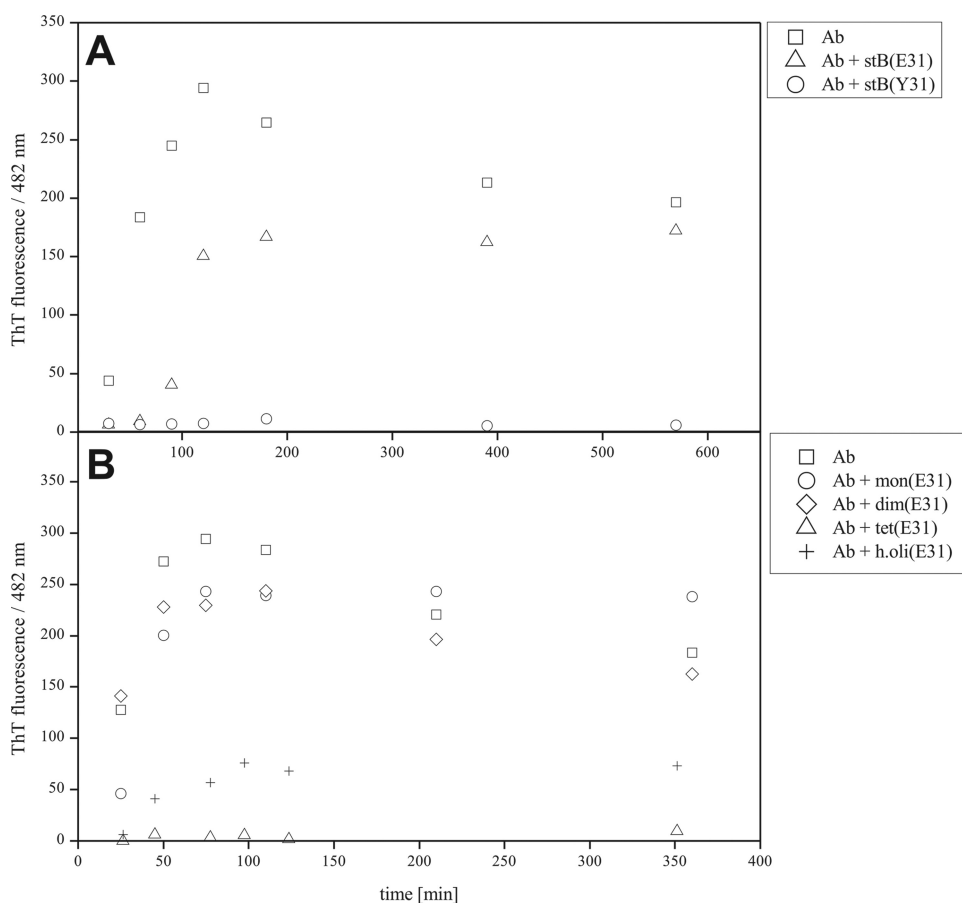 350
A
300
250
200
150
100
50
0
ThT fluorescence / 482 nm
100
200
300
400
500
600
Ab
Ab + stB(E31)
Ab + stB(Y31)
B
350
300
250
200
150
100
50
0
ThT fluorescence / 482 nm
0
50
100
150
200
250
300
350
400
time [min]
Ab
Ab + mon(E31)
Ab + dim(E31)
Ab + tet(E31)
Ab + h.oli(E31)